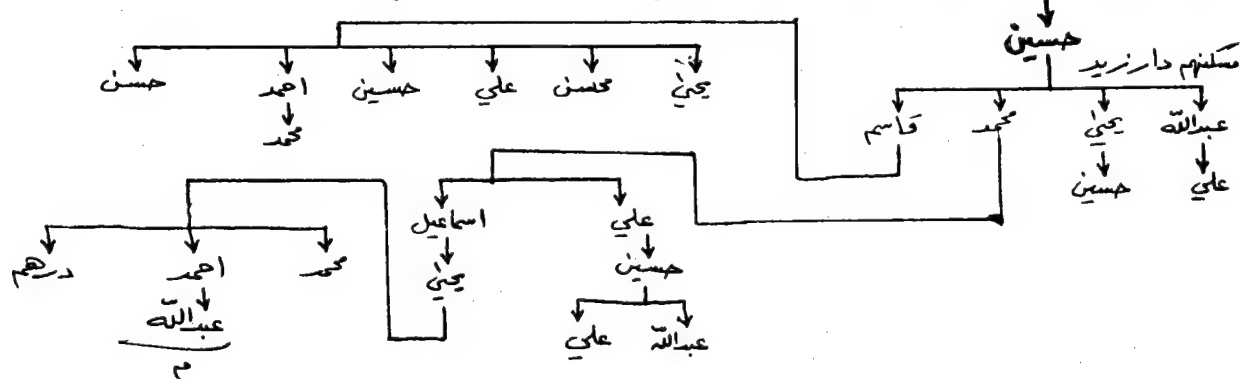 حسين
مسكنهم دار زيد
عبدالله يحيى محمد قاسم
علي حسين
يحيى محسن علي حسين احمد حسن
محمد
علي اسماعيل
حسين يحيى
عبدالله علي
محمد احمد درهم
عبدالله
م